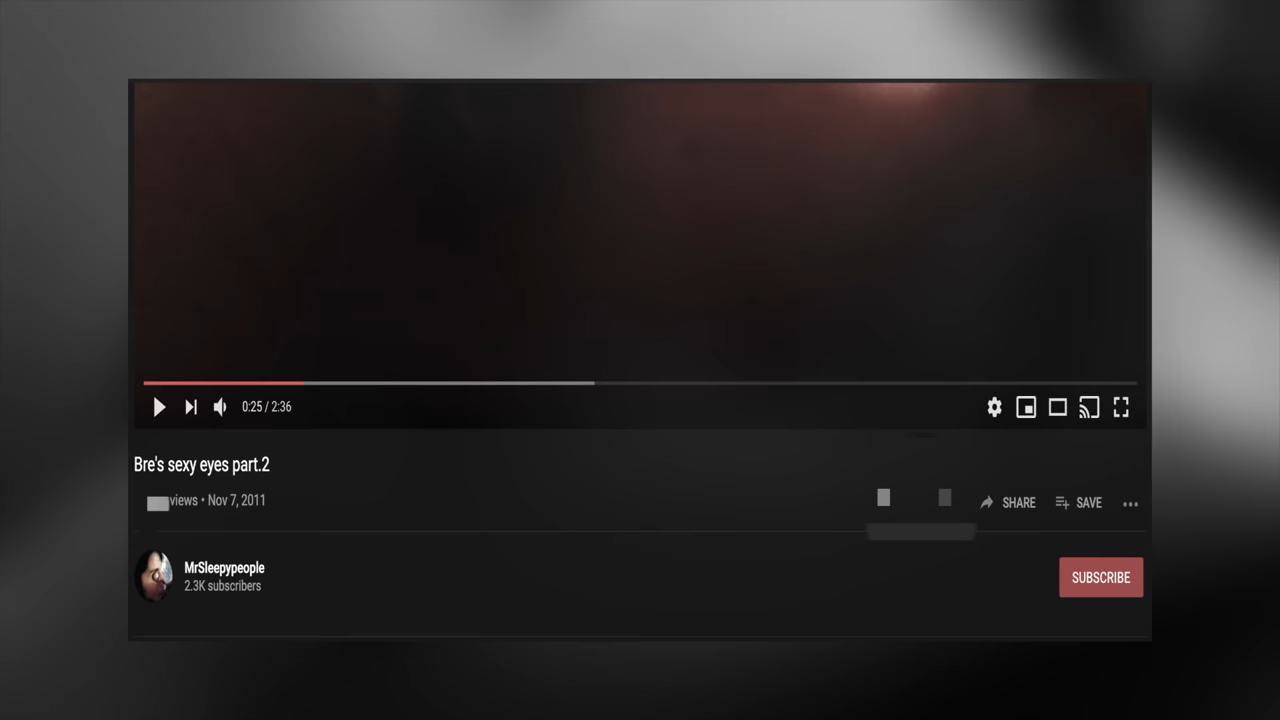 0:25 / 2:36
Bre's sexy eyes part.2
views • Nov 7, 2011
SHARE
SAVE
MrSleepypeople
2.3K subscribers
SUBSCRIBE